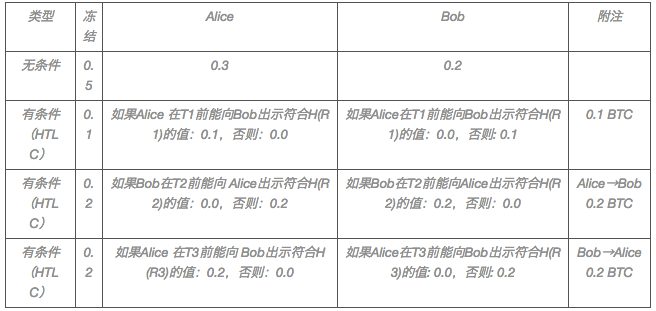 类型 冻 Alice Bob 附注
结
无条件 0. 0.3 0.2
5
有条件 0. 如果Alice 在T1前能向Bob出示符合H(R 如果Alice在T1前能向Bob出示符合H(R 0.1 BTC
（HTL 1 1)的值：0.1，否则：0.0 1)的值：0.0，否则: 0.1
C）
有条件 0. 如果Bob在T2前能向 Alice出示符合H(R 如果Bob在T2前能向Alice出示符合H(R Alice→Bob
（HTL 2 2)的值：0.0，否则：0.2 2)的值：0.2，否则：0.0 0.2 BTC
C）
有条件 0. 如果Alice 在T3前能向 Bob出示符合H 如果Alice在T3前能向Bob出示符合H(R Bob→Alice
（HTL 2 (R3)的值：0.2，否则：0.0 3)的值: 0.0，否则: 0.2 0.2 BTC
C）